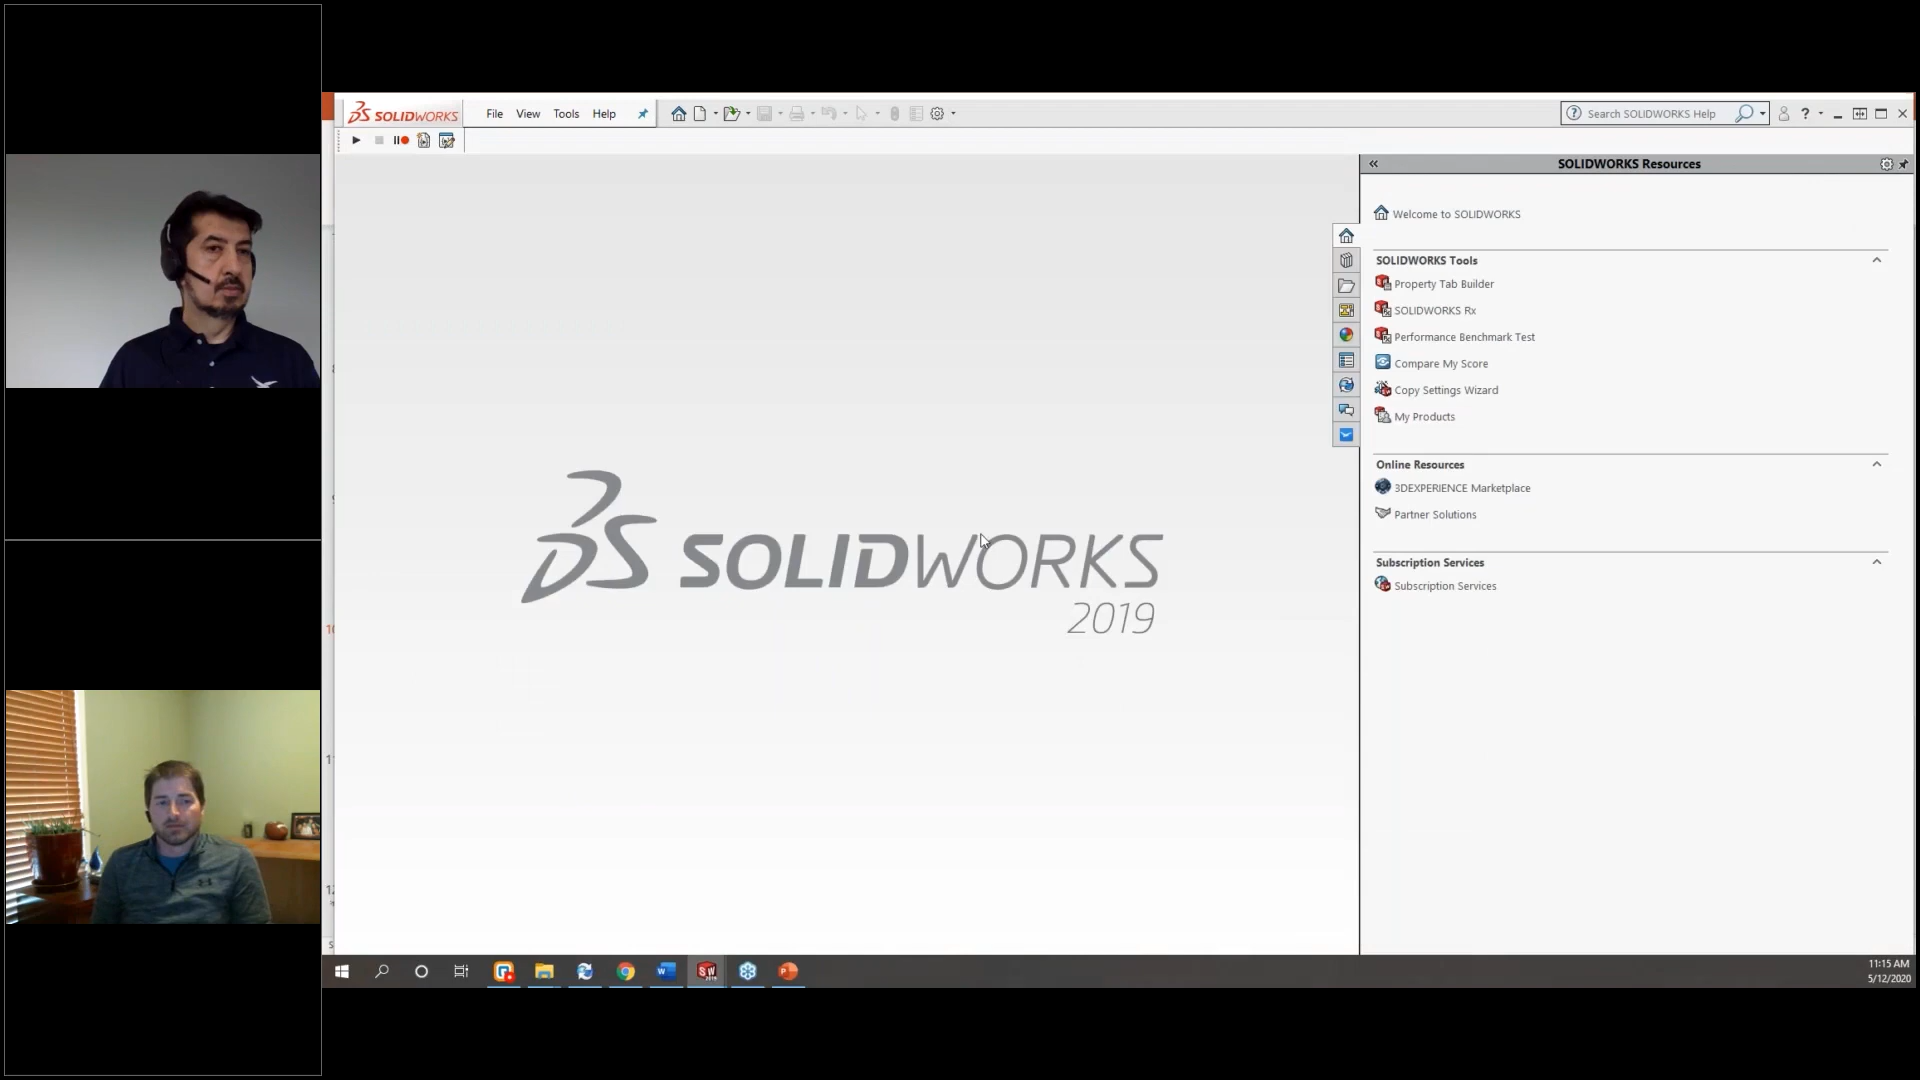 SOLIDWORKS
File View Tools Help
Search SOLIDWORKS Help
?
SOLIDWORKS Resources
Welcome to SOLIDWORKS
SOLIDWORKS Tools
Property Tab Builder
SOLIDWORKS Rx
Performance Benchmark Test
Compare My Score
Copy Settings Wizard
My Products
Online Resources
3DEXPERIENCE Marketplace
Partner Solutions
Subscription Services
Subscription Services
SOLIDWORKS
2019
11:15 AM
5/12/2020